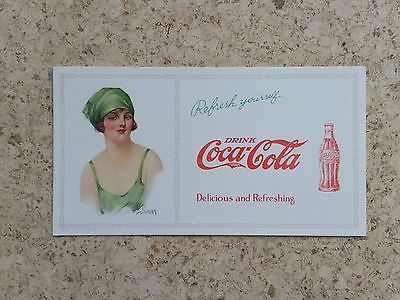 Refresh yourself
DRINK
Coca-Cola
Delicious and Refreshing